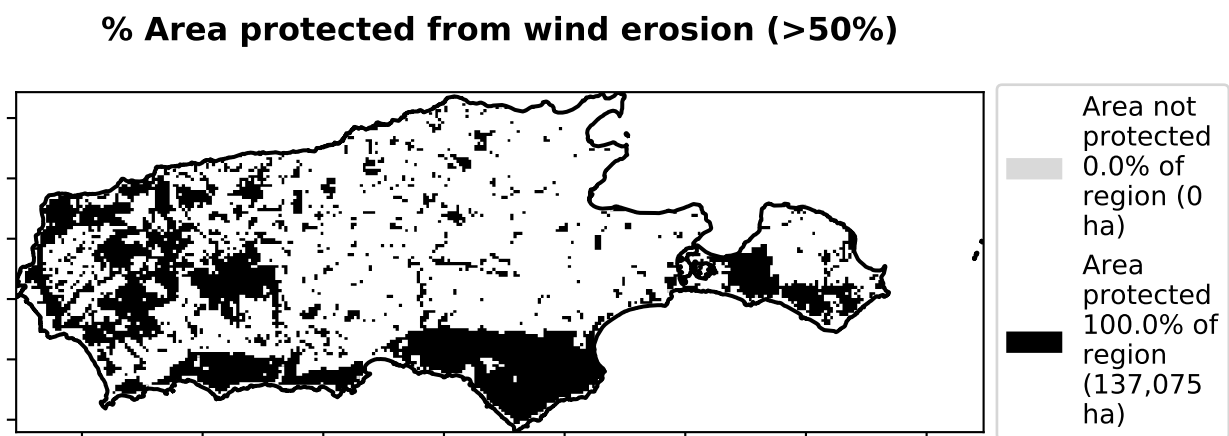 % Area protected from wind erosion (>50%)
Area not
protected
0.0% of
region (0
ha)
Area
protected
100.0% of
region
(137,075
ha)